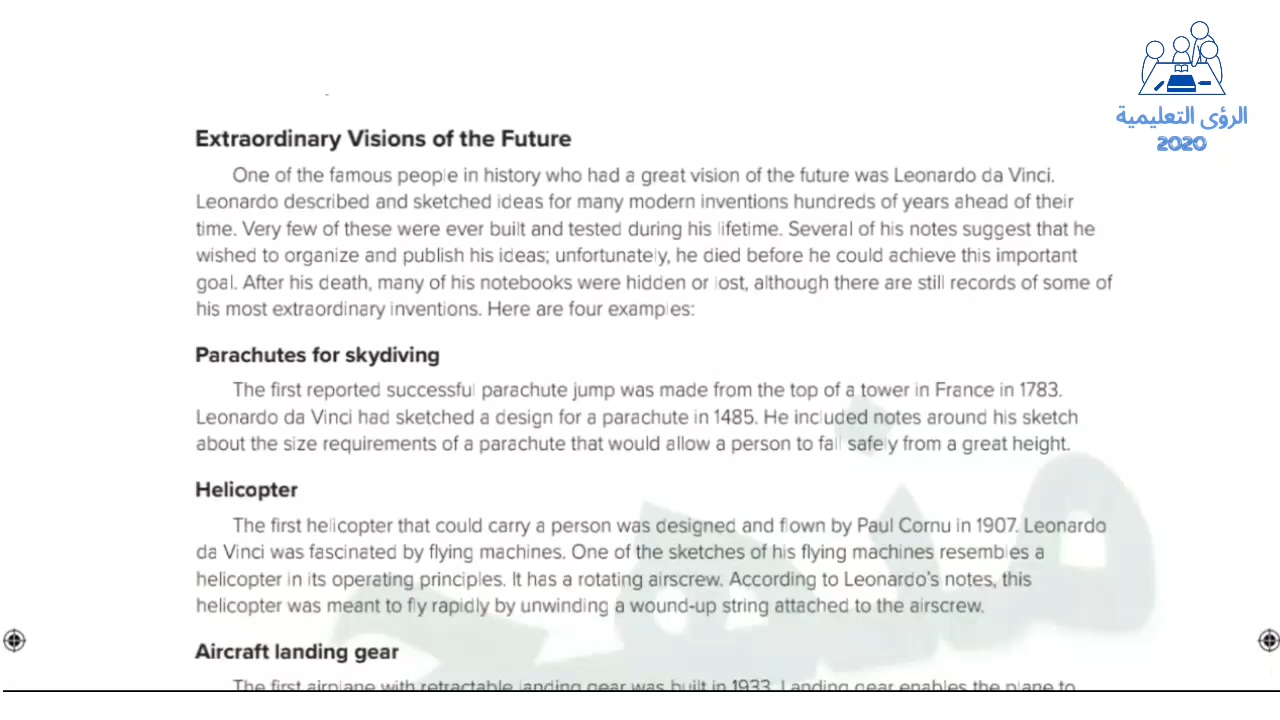 الرؤى التعليمية
2020
Extraordinary Visions of the Future
One of the famous people in history who had a great vision of the future was Leonardo da Vinci.
Leonardo described and sketched ideas for many modern inventions hundreds of years ahead of their
time. Very few of these were ever built and tested during his lifetime. Several of his notes suggest that he
wished to organize and publish his ideas; unfortunately, he died before he could achieve this important
goal. After his death, many of his notebooks were hidden or lost, although there are still records of some of
his most extraordinary inventions. Here are four examples:
Parachutes for skydiving
The first reported successful parachute jump was made from the top of a tower in France in 1783.
Leonardo da Vinci had sketched a design for a parachute in 1485. He included notes around his sketch
about the size requirements of a parachute that would allow a person to fall safely from a great height.
Helicopter
The first helicopter that could carry a person was designed and flown by Paul Cornu in 1907. Leonardo
da Vinci was fascinated by flying machines. One of the sketches of his flying machines resembles a
helicopter in its operating principles. It has a rotating airscrew. According to Leonardo's notes, this
helicopter was meant to fly rapidly by unwinding a wound-up string attached to the airscrew.
Aircraft landing gear
The first airplane with retractable landing gear was built in 1933. Landing gear enables the plane to